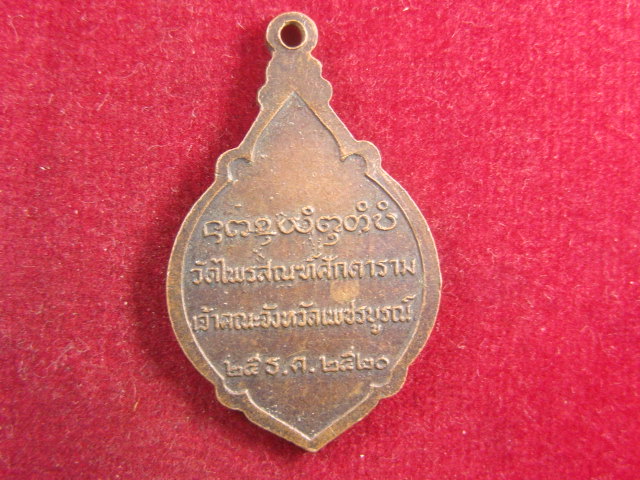 วัดไพรสณฑ์ศักดาราม
เจ้าคณะจังหวัดเพชรบูรณ์
๒๕ ธ.ค. ๒๕๒๐